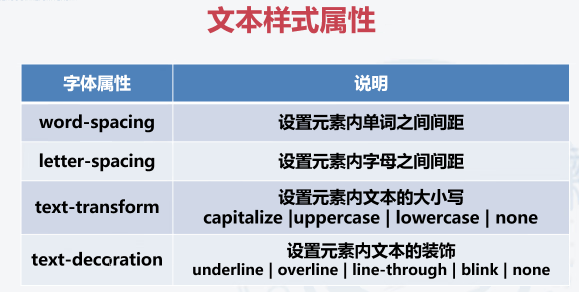 文本样式属性
字体属性 说明
word-spacing 设置元素内单词之间间距
letter-spacing 设置元素内字母之间间距
text-transform 设置元素内文本的大小写
capitalize |uppercase | lowercase | none
text-decoration 设置元素内文本的装饰
underline | overline | line-through | blink | none